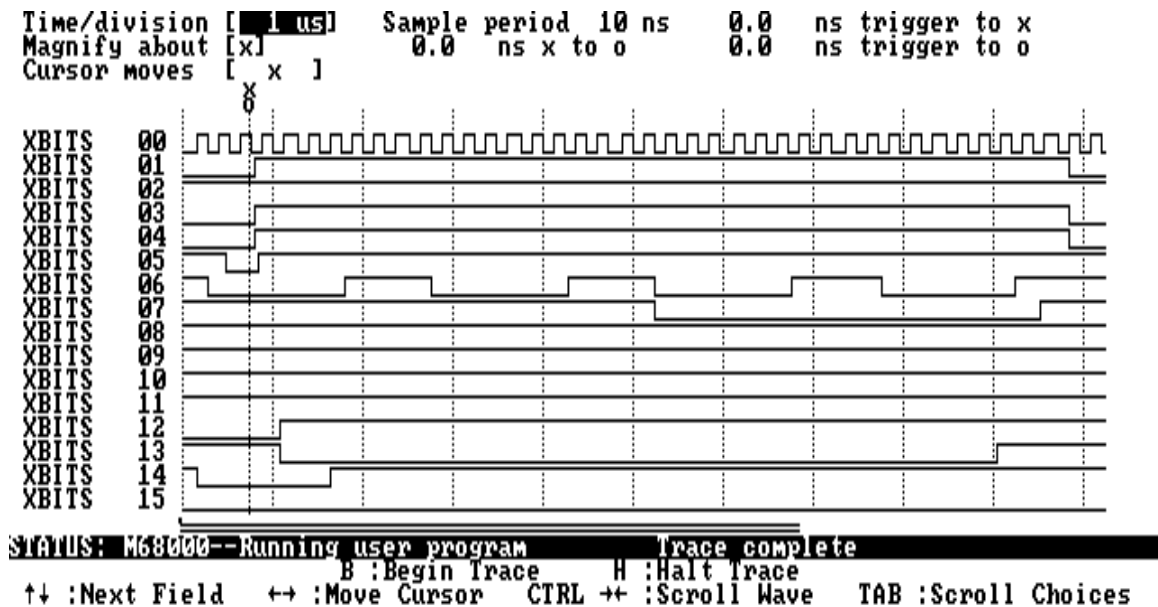 Time/division [ 1 us] Sample period 10 ns 0.0 ns trigger to x
Magnify about [x] 0.0 ns x to o 0.0 ns trigger to o
Cursor moves [ x ]
x
o
XBITS 00
XBITS 01
XBITS 02
XBITS 03
XBITS 04
XBITS 05
XBITS 06
XBITS 07
XBITS 08
XBITS 09
XBITS 10
XBITS 11
XBITS 12
XBITS 13
XBITS 14
XBITS 15
STATUS: M68000--Running user program Trace complete
B :Begin Trace H :Halt Trace
↑↓ :Next Field ←→ :Move Cursor CTRL →← :Scroll Wave TAB :Scroll Choices